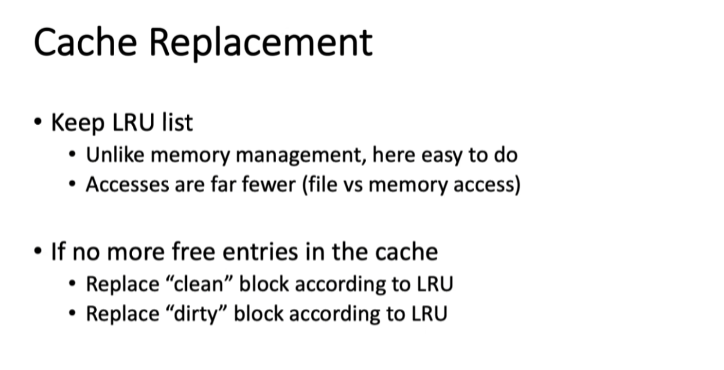 Cache Replacement
• Keep LRU list
• Unlike memory management, here easy to do
• Accesses are far fewer (file vs memory access)
• If no more free entries in the cache
• Replace “clean” block according to LRU
• Replace “dirty” block according to LRU